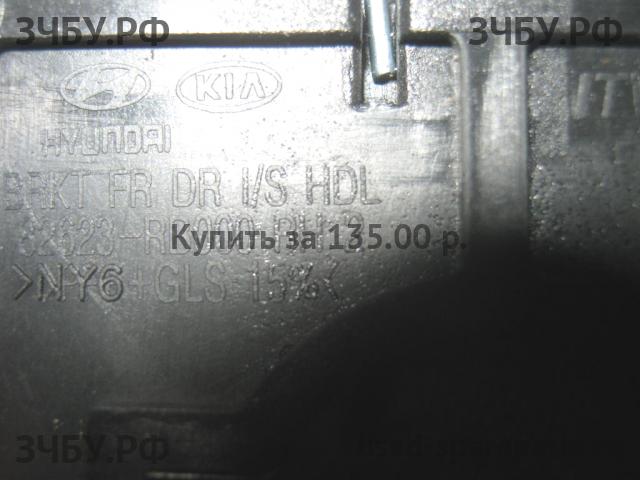 ЗЧБУ.РФ
ЗЧБУ.РФ
KIA
ITW
HYUNDAI
BRKT FR DR I/S HDL
Купить за 135.00 р.
>NY6+GLS 15%<
ЗЧБУ.РФ
ЗЧБУ.РФ